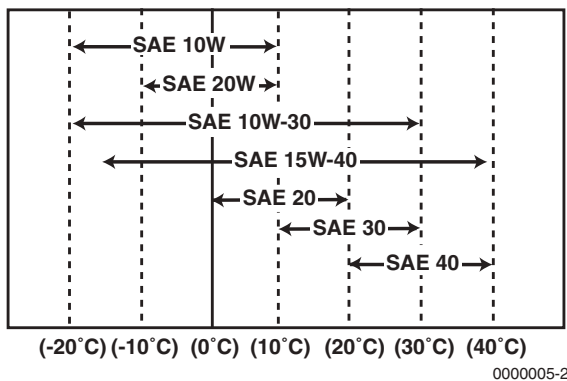 SAE 10W
SAE 20W
SAE 10W-30
SAE 15W-40
SAE 20
SAE 30
SAE 40
(-20˚C) (-10˚C) (0˚C) (10˚C) (20˚C) (30˚C) (40˚C)
0000005-2